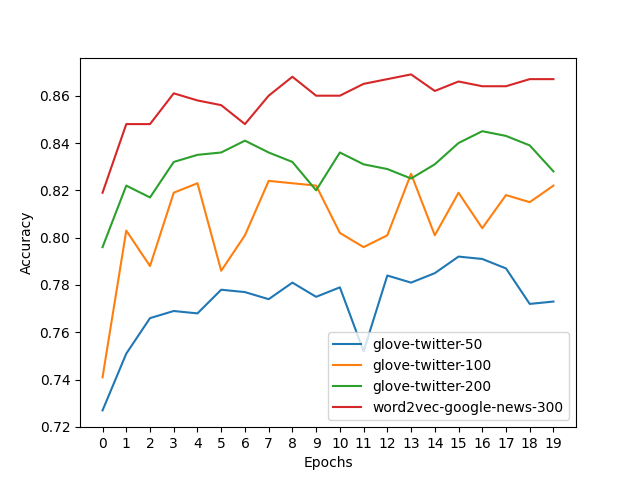 0.86
0.84
0.82
0.80
0.78
0.76
0.74
0.72
Accuracy
0 1 2 3 4 5 6 7 8 9 10 11 12 13 14 15 16 17 18 19
Epochs
glove-twitter-50
glove-twitter-100
glove-twitter-200
word2vec-google-news-300